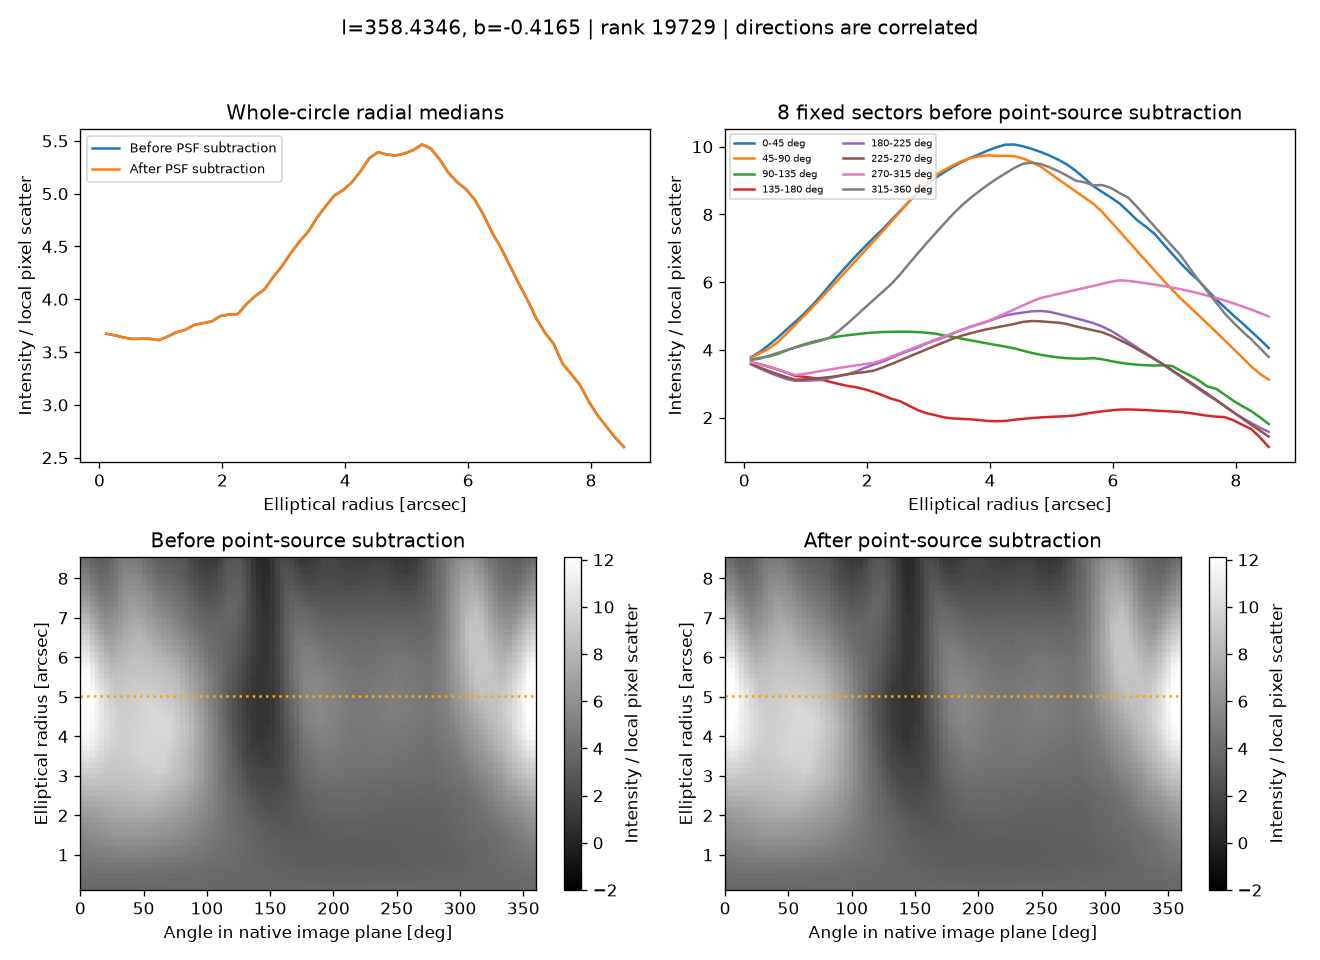 l=358.4346, b=-0.4165 | rank 19729 | directions are correlated
Whole-circle radial medians
Before PSF subtraction
After PSF subtraction
5.5
5.0
4.5
4.0
3.5
3.0
2.5
0 2 4 6 8
Intensity / local pixel scatter
Elliptical radius [arcsec]
8 fixed sectors before point-source subtraction
0-45 deg
45-90 deg
90-135 deg
135-180 deg
180-225 deg
225-270 deg
270-315 deg
315-360 deg
10
8
6
4
2
0 2 4 6 8
Intensity / local pixel scatter
Elliptical radius [arcsec]
Before point-source subtraction
8
7
6
5
4
3
2
1
0 50 100 150 200 250 300 350
Elliptical radius [arcsec]
Angle in native image plane [deg]
12
10
8
6
4
2
0
−2
Intensity / local pixel scatter
After point-source subtraction
8
7
6
5
4
3
2
1
0 50 100 150 200 250 300 350
Elliptical radius [arcsec]
Angle in native image plane [deg]
12
10
8
6
4
2
0
−2
Intensity / local pixel scatter